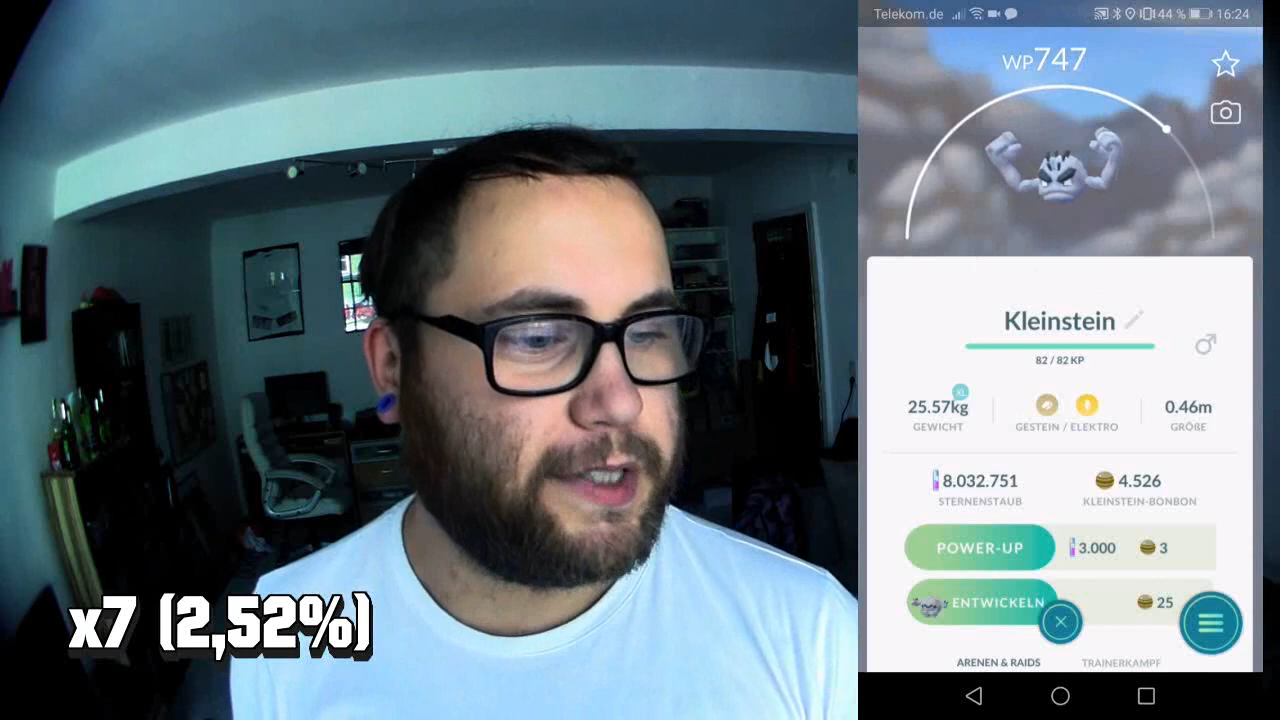 Telekom.de
144 % 16:24
WP747
Kleinstein
82 / 82 KP
XL
25.57kg
0.46m
GEWICHT
GESTEIN / ELEKTRO
GRÖßE
8.032.751
4.526
STERNENSTAUB
KLEINSTEIN-BONBON
POWER-UP
3.000
3
ENTWICKELN
25
ARENEN & RAIDS
TRAINERKAMPF
x7 (2,52%)